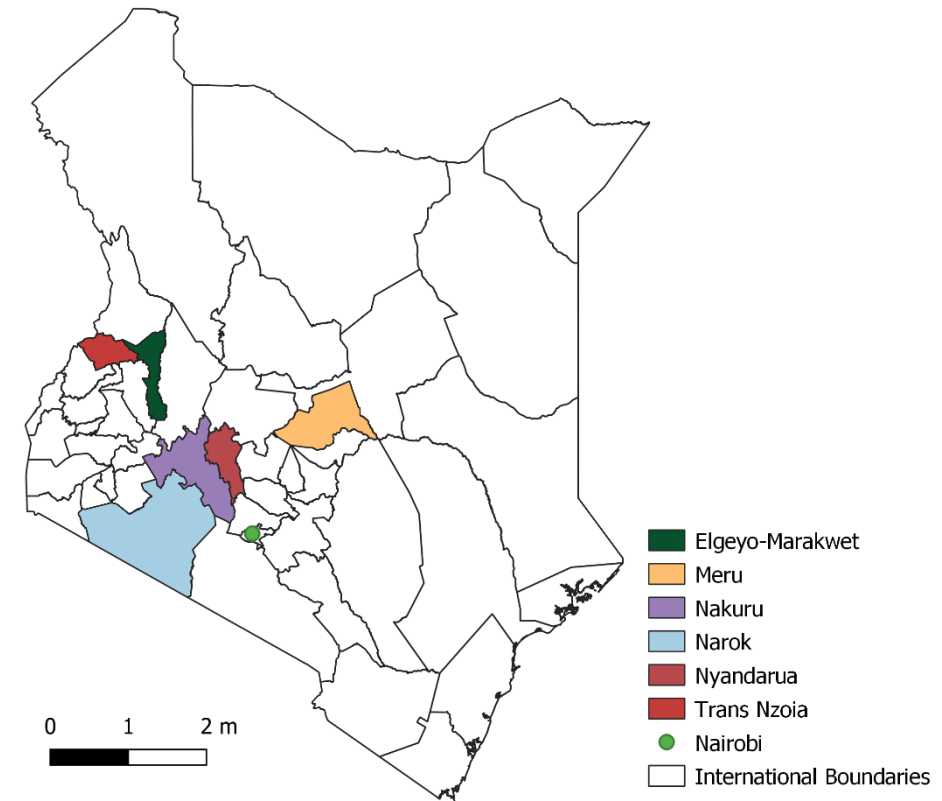 Elgeyo-Marakwet
Meru
Nakuru
Narok
Nyandarua
Trans Nzoia
Nairobi
International Boundaries
0 1 2 m